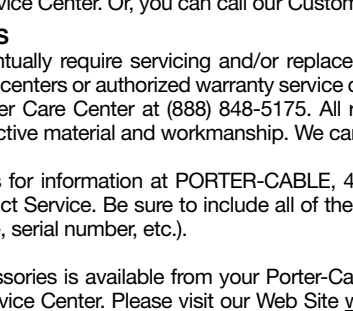 rvice Center. Or, you can call our Custom
S
ntually require servicing and/or replace
centers or authorized warranty service c
er Care Center at (888) 848-5175. All r
ctive material and workmanship. We car
s for information at PORTER-CABLE, 4
ct Service. Be sure to include all of the
, serial number, etc.).
ssories is available from your Porter-Ca
rvice Center. Please visit our Web Site w